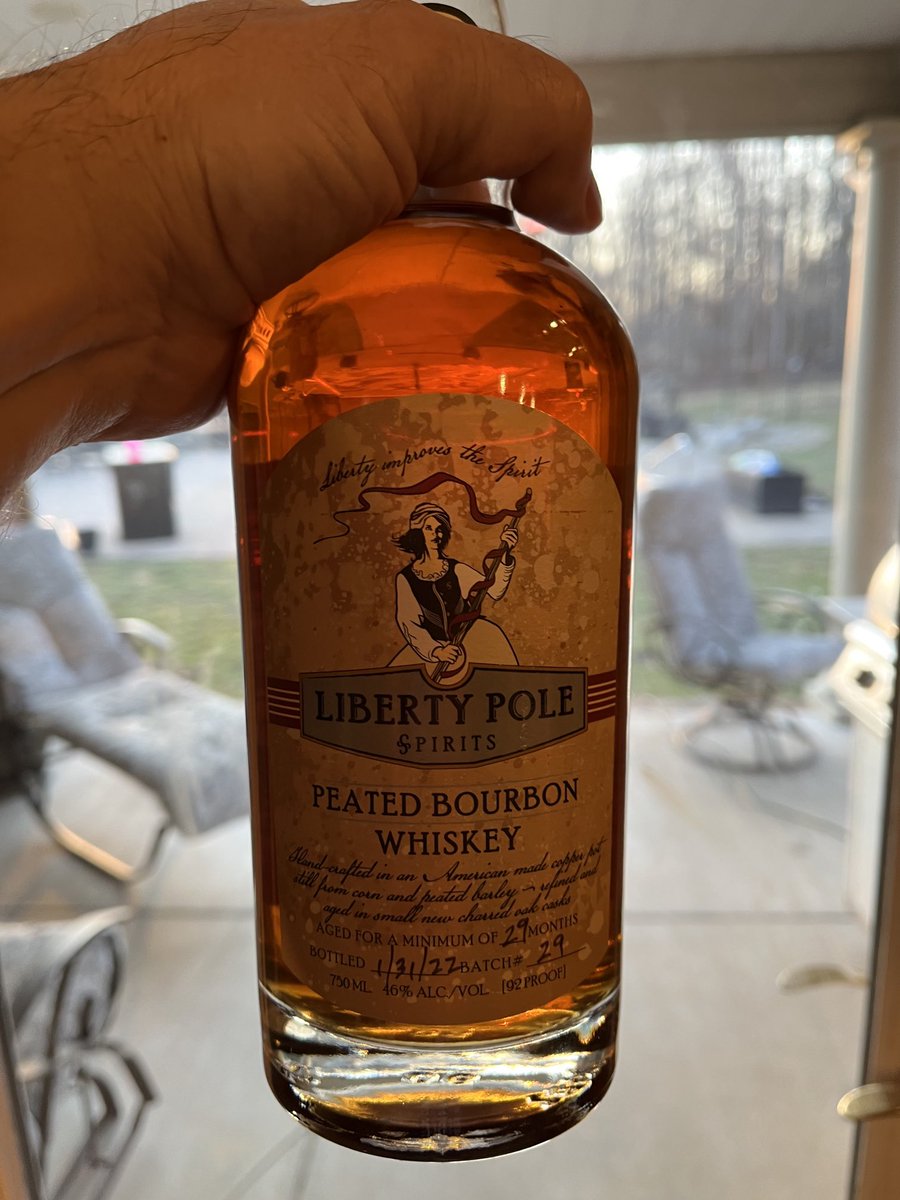 Liberty improves the Spirit
LIBERTY POLE
SPIRITS
PEATED BOURBON
WHISKEY
Hand-crafted in an American made copper pot
still from corn and peated barley - refined and
aged in small new charred oak casks
AGED FOR A MINIMUM OF 29 MONTHS
BOTTLED 1/31/22 BATCH# 29
750 ML 46% ALC./VOL. [92 PROOF]